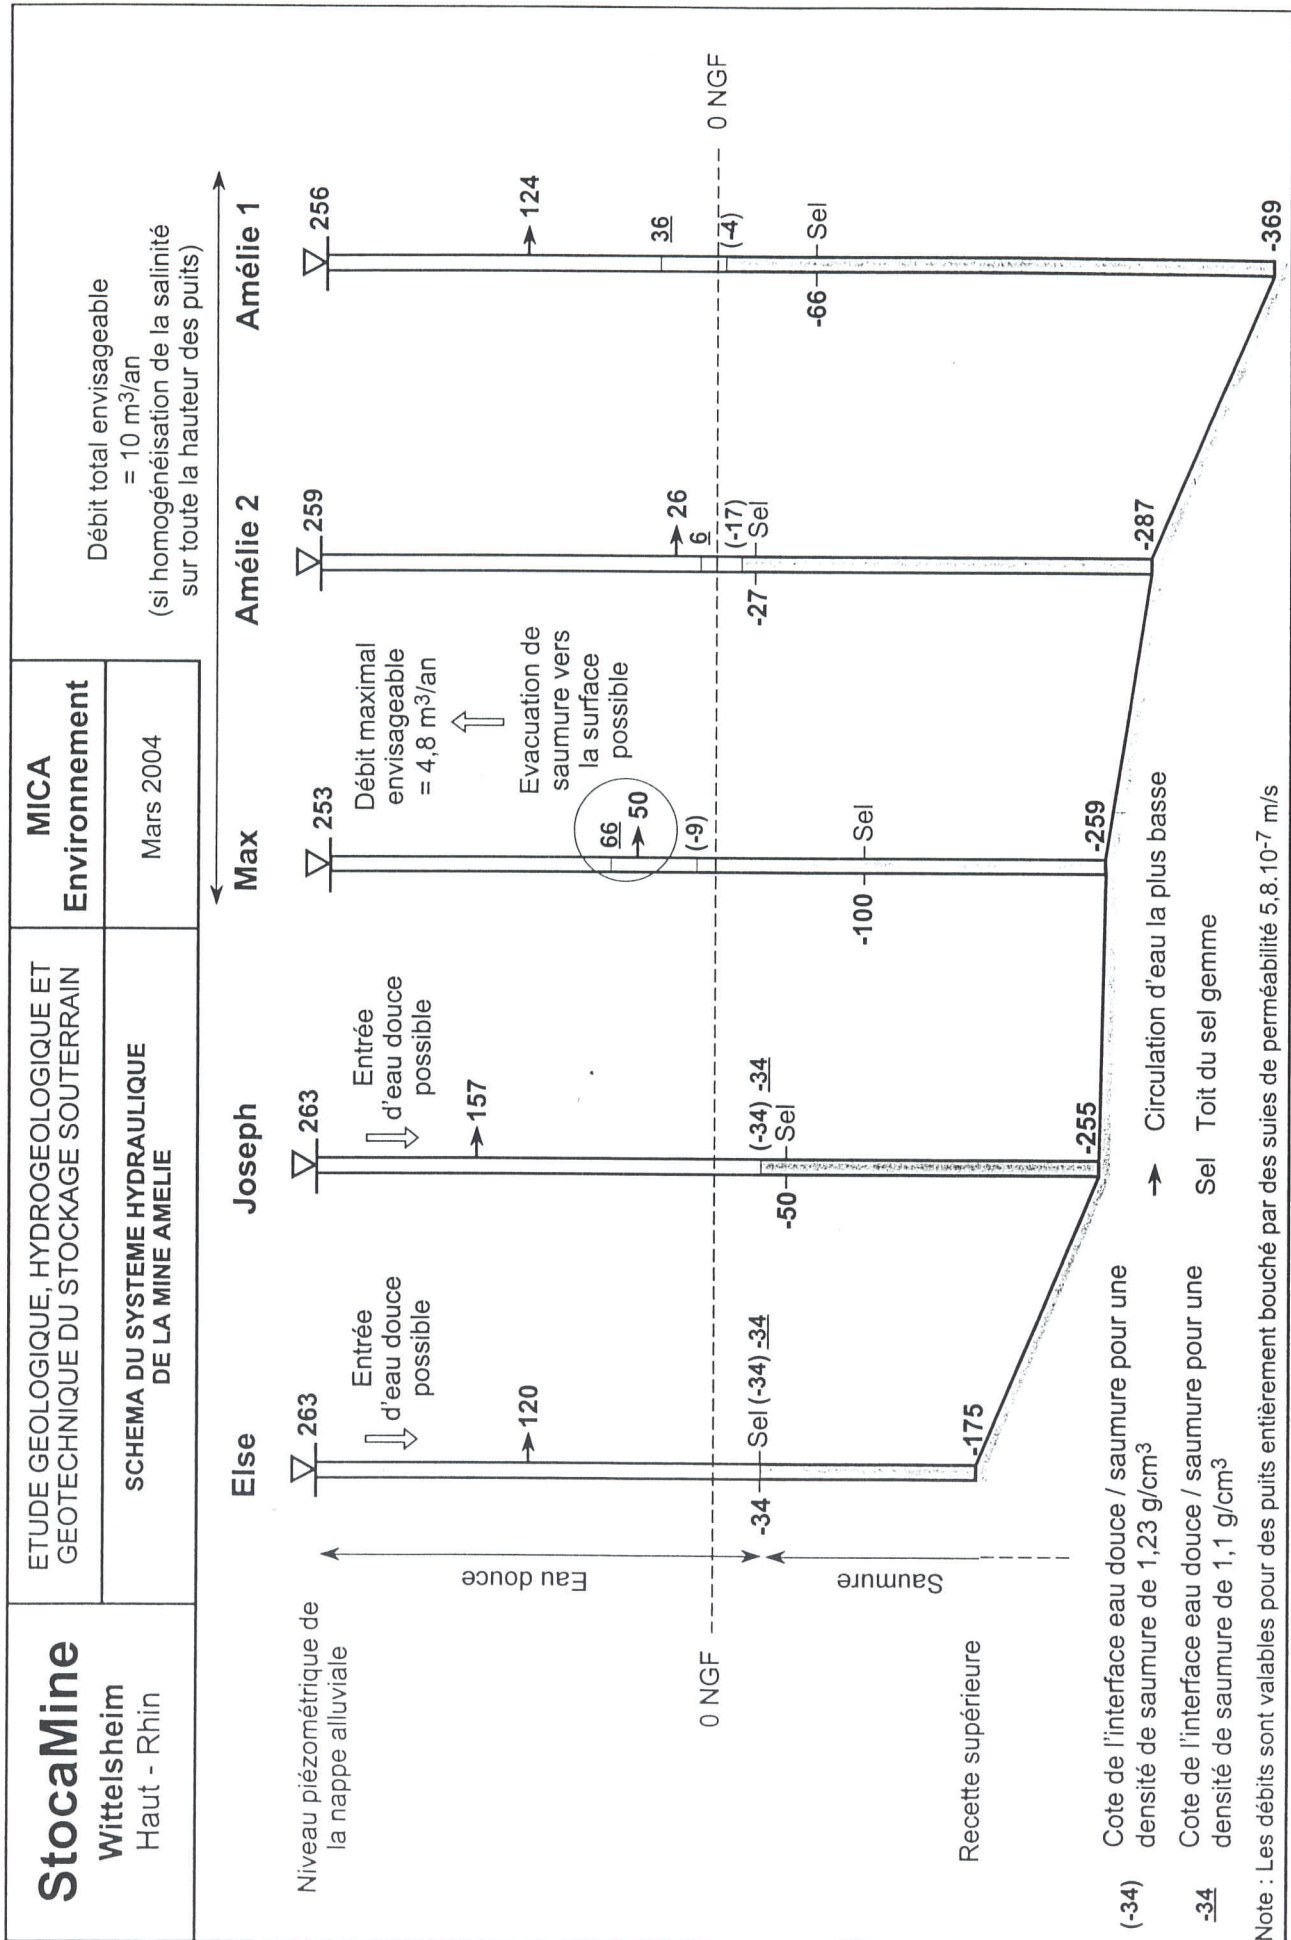 StocaMine
Wittelsheim
Haut - Rhin
ETUDE GEOLOGIQUE, HYDROGEOLOGIQUE ET
GEOTECHNIQUE DU STOCKAGE SOUTERRAIN
SCHEMA DU SYSTEME HYDRAULIQUE
DE LA MINE AMELIE
MICA
Environnement
Mars 2004
Débit total envisageable
= 10 m³/an
(si homogénéisation de la salinité
sur toute la hauteur des puits)
Else
Joseph
Max
Amélie 2
Amélie 1
Niveau piézométrique de
la nappe alluviale
263
263
253
259
256
Entrée
d'eau douce
possible
Entrée
d'eau douce
possible
Débit maximal
envisageable
= 4,8 m³/an
Evacuation de
saumure vers
la surface
possible
120
157
66
50
(-9)
26
6
(-17)
124
36
(-4)
Eau douce
Saumure
0 NGF
0 NGF
-34
Sel (-34) -34
(-34) -34
-50
Sel
-100
Sel
-27
Sel
-66
Sel
Recette supérieure
-175
-255
-259
-287
-369
(-34) Cote de l'interface eau douce / saumure pour une
densité de saumure de 1,23 g/cm³
-34 Cote de l'interface eau douce / saumure pour une
densité de saumure de 1,1 g/cm³
Circulation d'eau la plus basse
Sel Toit du sel gemme
Note : Les débits sont valables pour des puits entièrement bouché par des suies de perméabilité 5,8.10⁻⁷ m/s